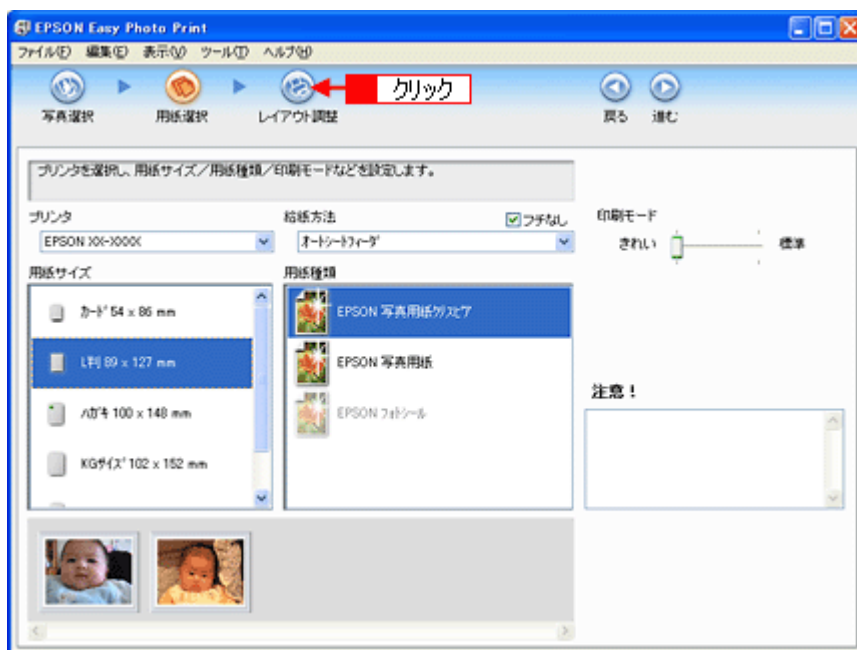 EPSON Easy Photo Print
ファイル(F) 編集(E) 表示(V) ツール(T) ヘルプ(H)
クリック
写真選択 用紙選択 レイアウト調整 戻る 進む
プリンタを選択し、用紙サイズ／用紙種類／印刷モードなどを設定します。
プリンタ 給紙方法 フチなし 印刷モード
EPSON XX-XXXX オートシートフィーダ きれい 標準
用紙サイズ 用紙種類
カード 54 x 86 mm EPSON 写真用紙クリスピア
L判 89 x 127 mm EPSON 写真用紙
注意！
ハガキ 100 x 148 mm EPSON フォトシール
KGサイズ 102 x 152 mm